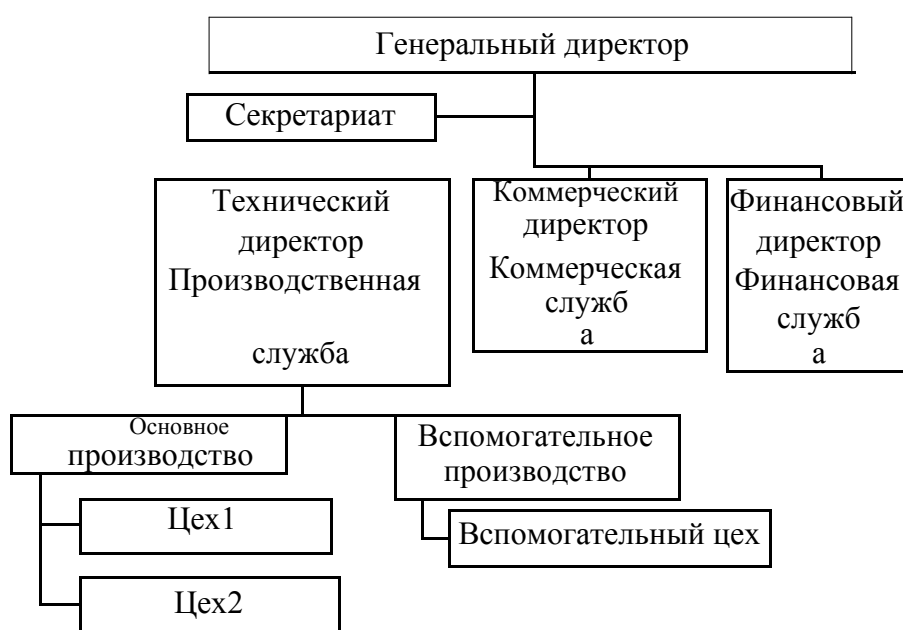 Генеральный директор
Секретариат
Технический
директор
Производственная
служба
Коммерческий
директор
Коммерческая
служб
а
Финансовый
директор
Финансовая
служб
а
Основное
производство
Цех1
Цех2
Вспомогательное
производство
Вспомогательный цех